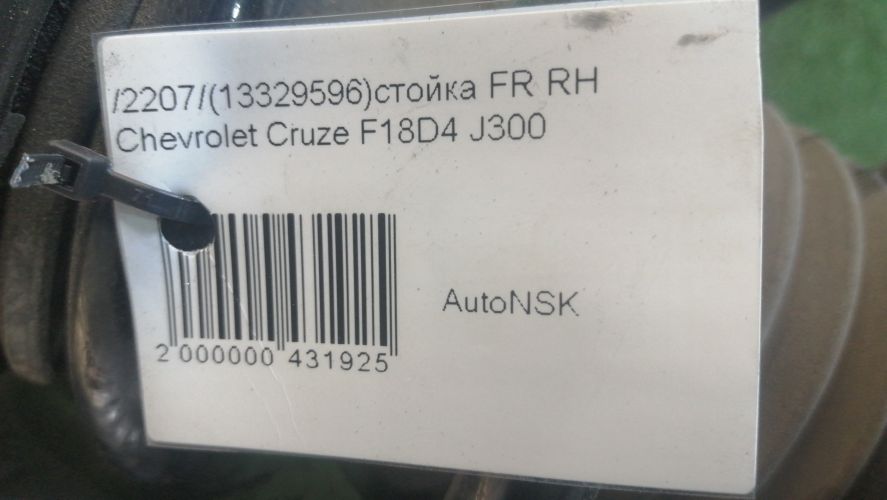 /2207/(13329596)стойка FR RH
Chevrolet Cruze F18D4 J300
AutoNSK
2 000000 431925